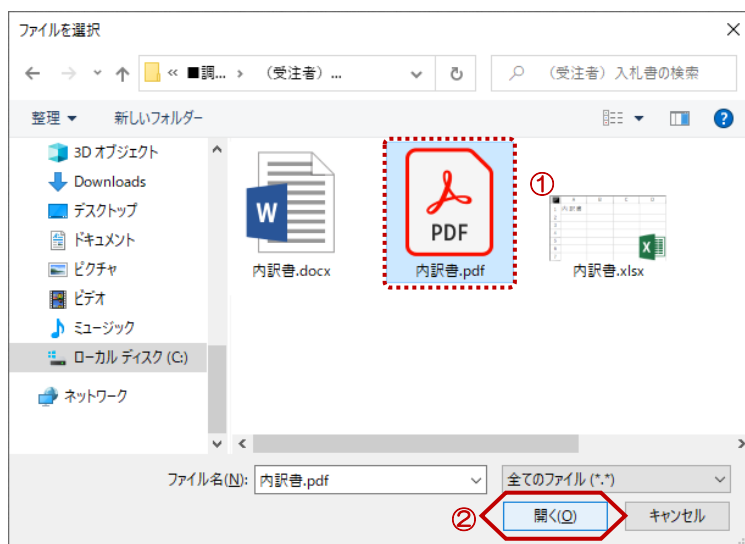 ファイルを選択
« ■調... › （受注者）...
（受注者）入札書の検索
整理 新しいフォルダー
3D オブジェクト
Downloads
デスクトップ
ドキュメント
ピクチャ
ビデオ
ミュージック
ローカル ディスク (C:)
ネットワーク
W
内訳書.docx
PDF
内訳書.pdf
①
内訳書
X
内訳書.xlsx
ファイル名(N): 内訳書.pdf 全てのファイル (*.*)
② 開く(O) キャンセル